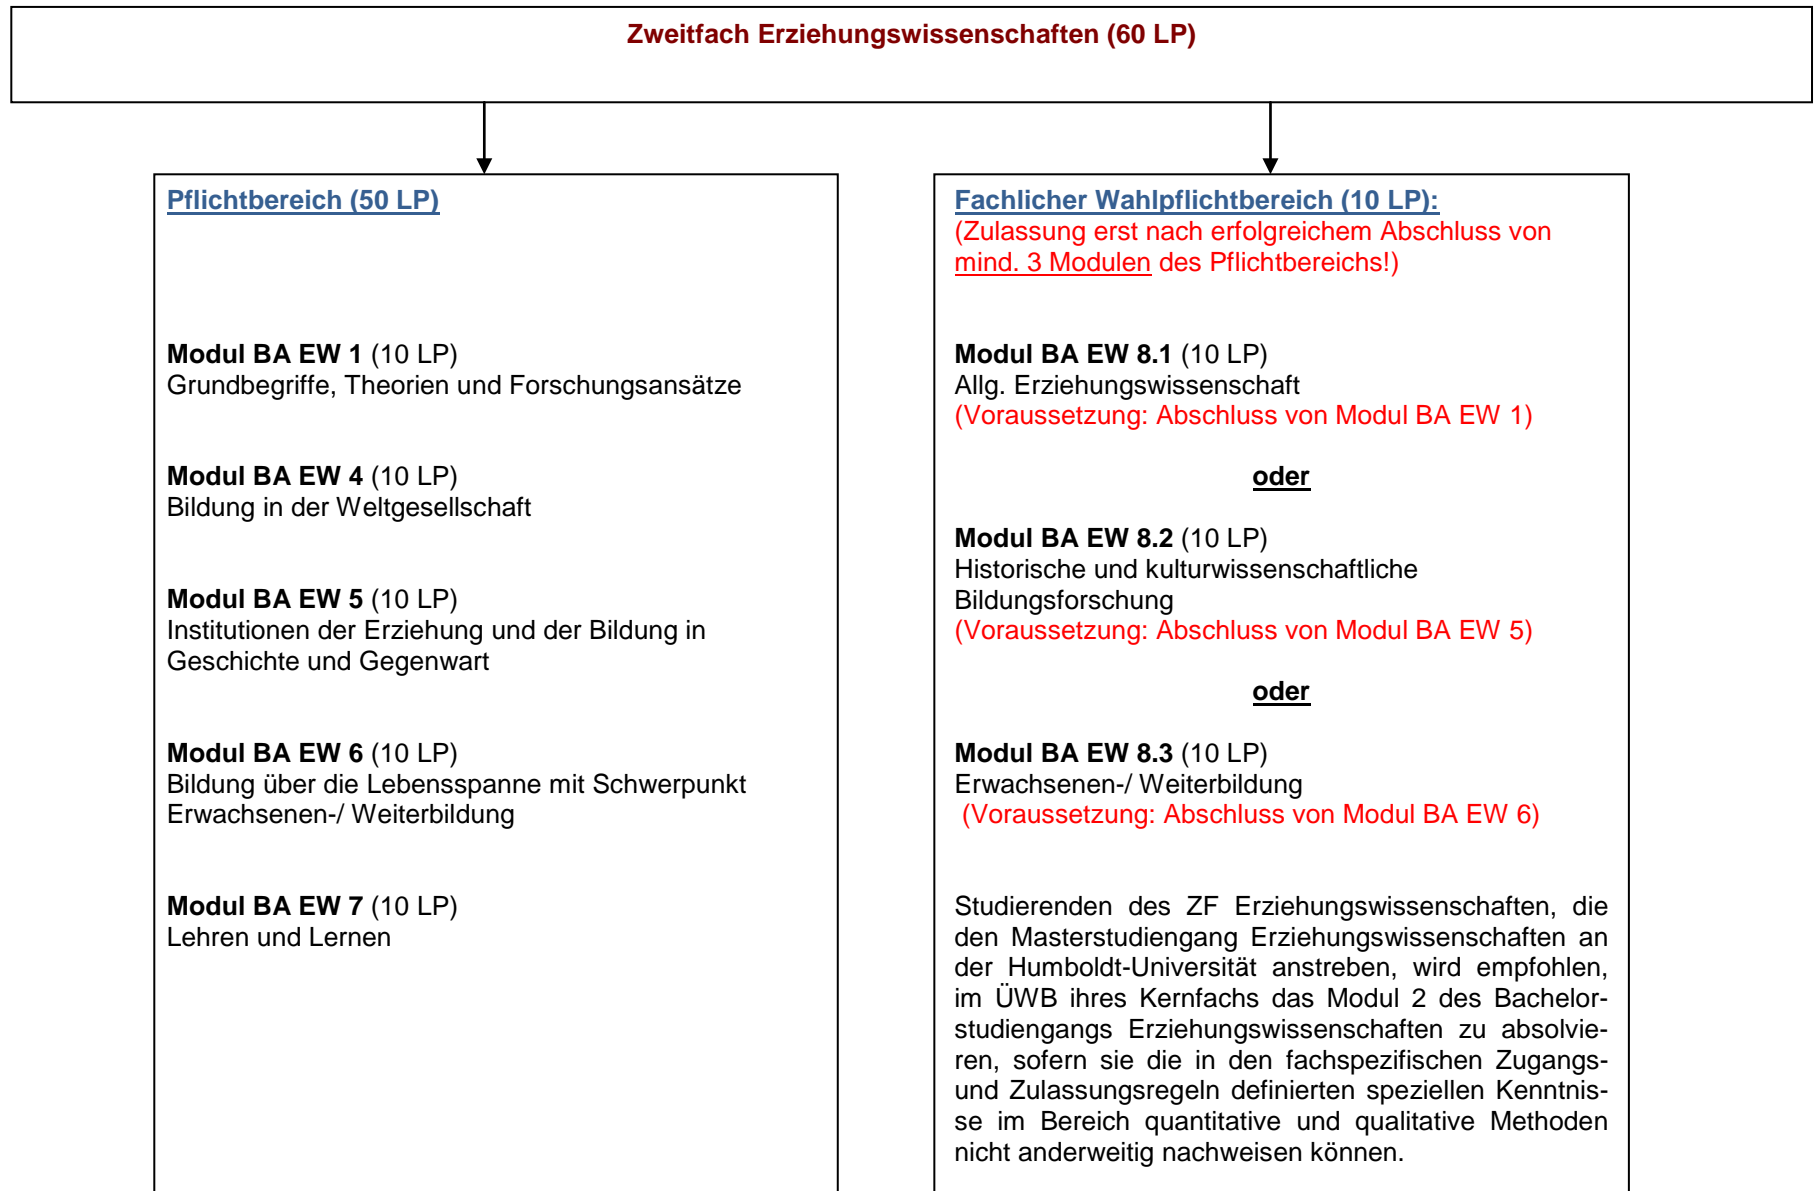 Zweitfach Erziehungswissenschaften (60 LP)
Pflichtbereich (50 LP)
Modul BA EW 1 (10 LP)
Grundbegriffe, Theorien und Forschungsansätze
Modul BA EW 4 (10 LP)
Bildung in der Weltgesellschaft
Modul BA EW 5 (10 LP)
Institutionen der Erziehung und der Bildung in
Geschichte und Gegenwart
Modul BA EW 6 (10 LP)
Bildung über die Lebensspanne mit Schwerpunkt
Erwachsenen-/ Weiterbildung
Modul BA EW 7 (10 LP)
Lehren und Lernen
Fachlicher Wahlpflichtbereich (10 LP):
(Zulassung erst nach erfolgreichem Abschluss von
mind. 3 Modulen des Pflichtbereichs!)
Modul BA EW 8.1 (10 LP)
Allg. Erziehungswissenschaft
(Voraussetzung: Abschluss von Modul BA EW 1)
oder
Modul BA EW 8.2 (10 LP)
Historische und kulturwissenschaftliche
Bildungsforschung
(Voraussetzung: Abschluss von Modul BA EW 5)
oder
Modul BA EW 8.3 (10 LP)
Erwachsenen-/ Weiterbildung
(Voraussetzung: Abschluss von Modul BA EW 6)
Studierenden des ZF Erziehungswissenschaften, die
den Masterstudiengang Erziehungswissenschaften an
der Humboldt-Universität anstreben, wird empfohlen,
im ÜWB ihres Kernfachs das Modul 2 des Bachelor-
studiengangs Erziehungswissenschaften zu absolvie-
ren, sofern sie die in den fachspezifischen Zugangs-
und Zulassungsregeln definierten speziellen Kenntnis-
se im Bereich quantitative und qualitative Methoden
nicht anderweitig nachweisen können.